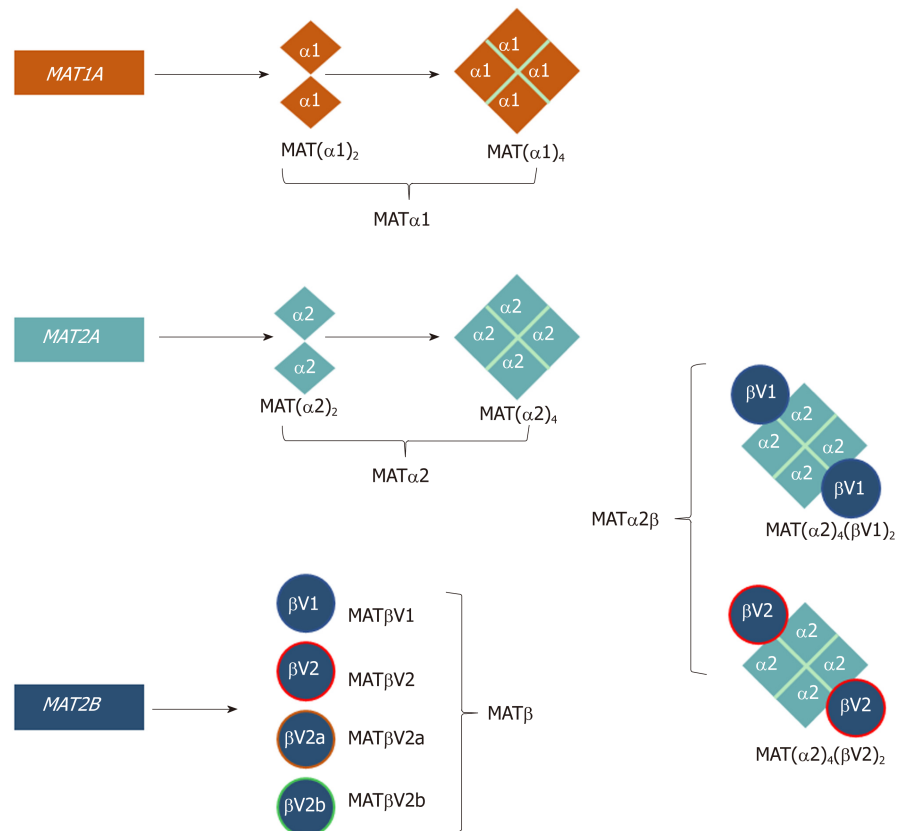 MAT1A
α1
α1
MAT(α1)₂
α1
α1
α1
α1
MAT(α1)₄
MATα1
MAT2A
α2
α2
MAT(α2)₂
α2
α2
α2
α2
MAT(α2)₄
MATα2
MAT2B
βV1
MATβV1
βV2
MATβV2
βV2a
MATβV2a
βV2b
MATβV2b
MATβ
MATα2β
βV1
α2
α2
α2
α2
βV1
MAT(α2)₄(βV1)₂
βV2
α2
α2
α2
α2
βV2
MAT(α2)₄(βV2)₂